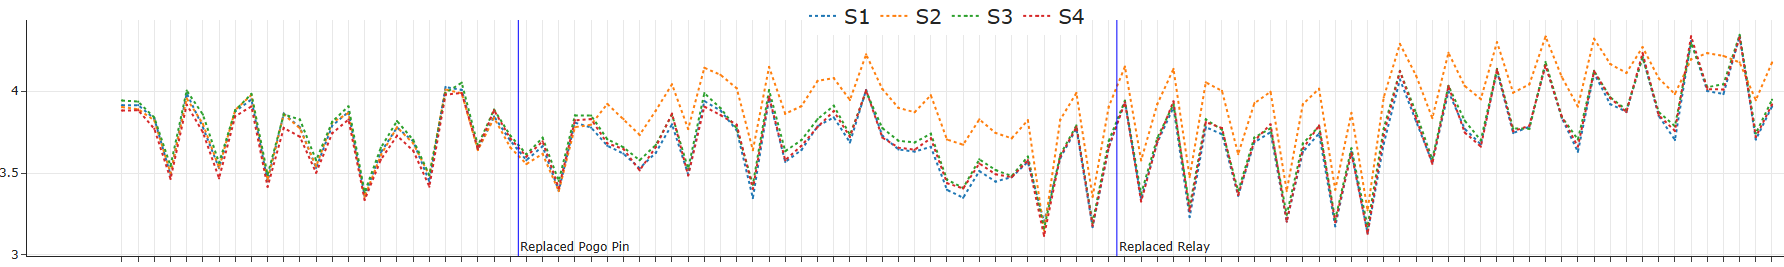 S1 S2 S3 S4
4
3.5
3
Replaced Pogo Pin
Replaced Relay